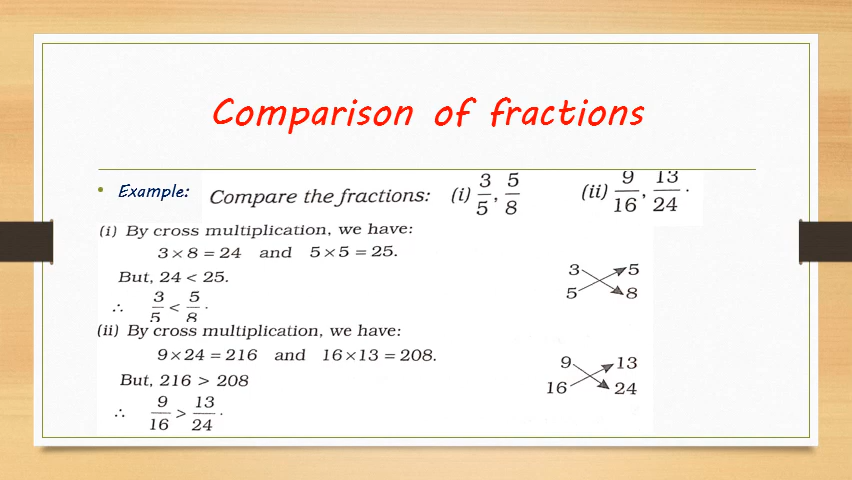 Comparison of fractions
• Example: Compare the fractions: (i) 3/5, 5/8 (ii) 9/16, 13/24.
(i) By cross multiplication, we have:
3 × 8 = 24 and 5 × 5 = 25.
But, 24 < 25.
∴ 3/5 < 5/8.
3 5
5 8
(ii) By cross multiplication, we have:
9 × 24 = 216 and 16 × 13 = 208.
But, 216 > 208
∴ 9/16 > 13/24.
9 13
16 24